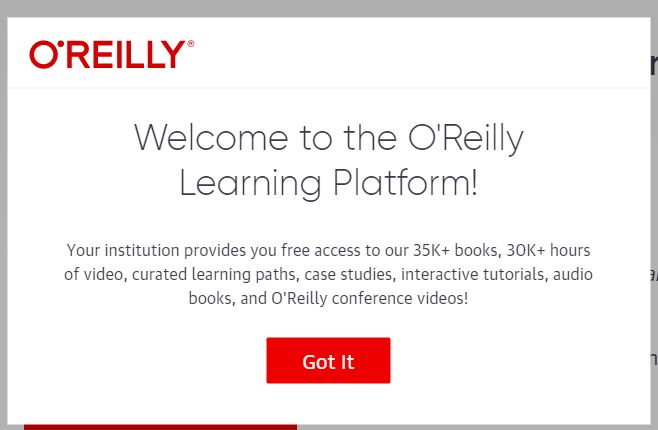 O'REILLY®
Welcome to the O'Reilly
Learning Platform!
Your institution provides you free access to our 35K+ books, 30K+ hours
of video, curated learning paths, case studies, interactive tutorials, audio
books, and O'Reilly conference videos!
Got It